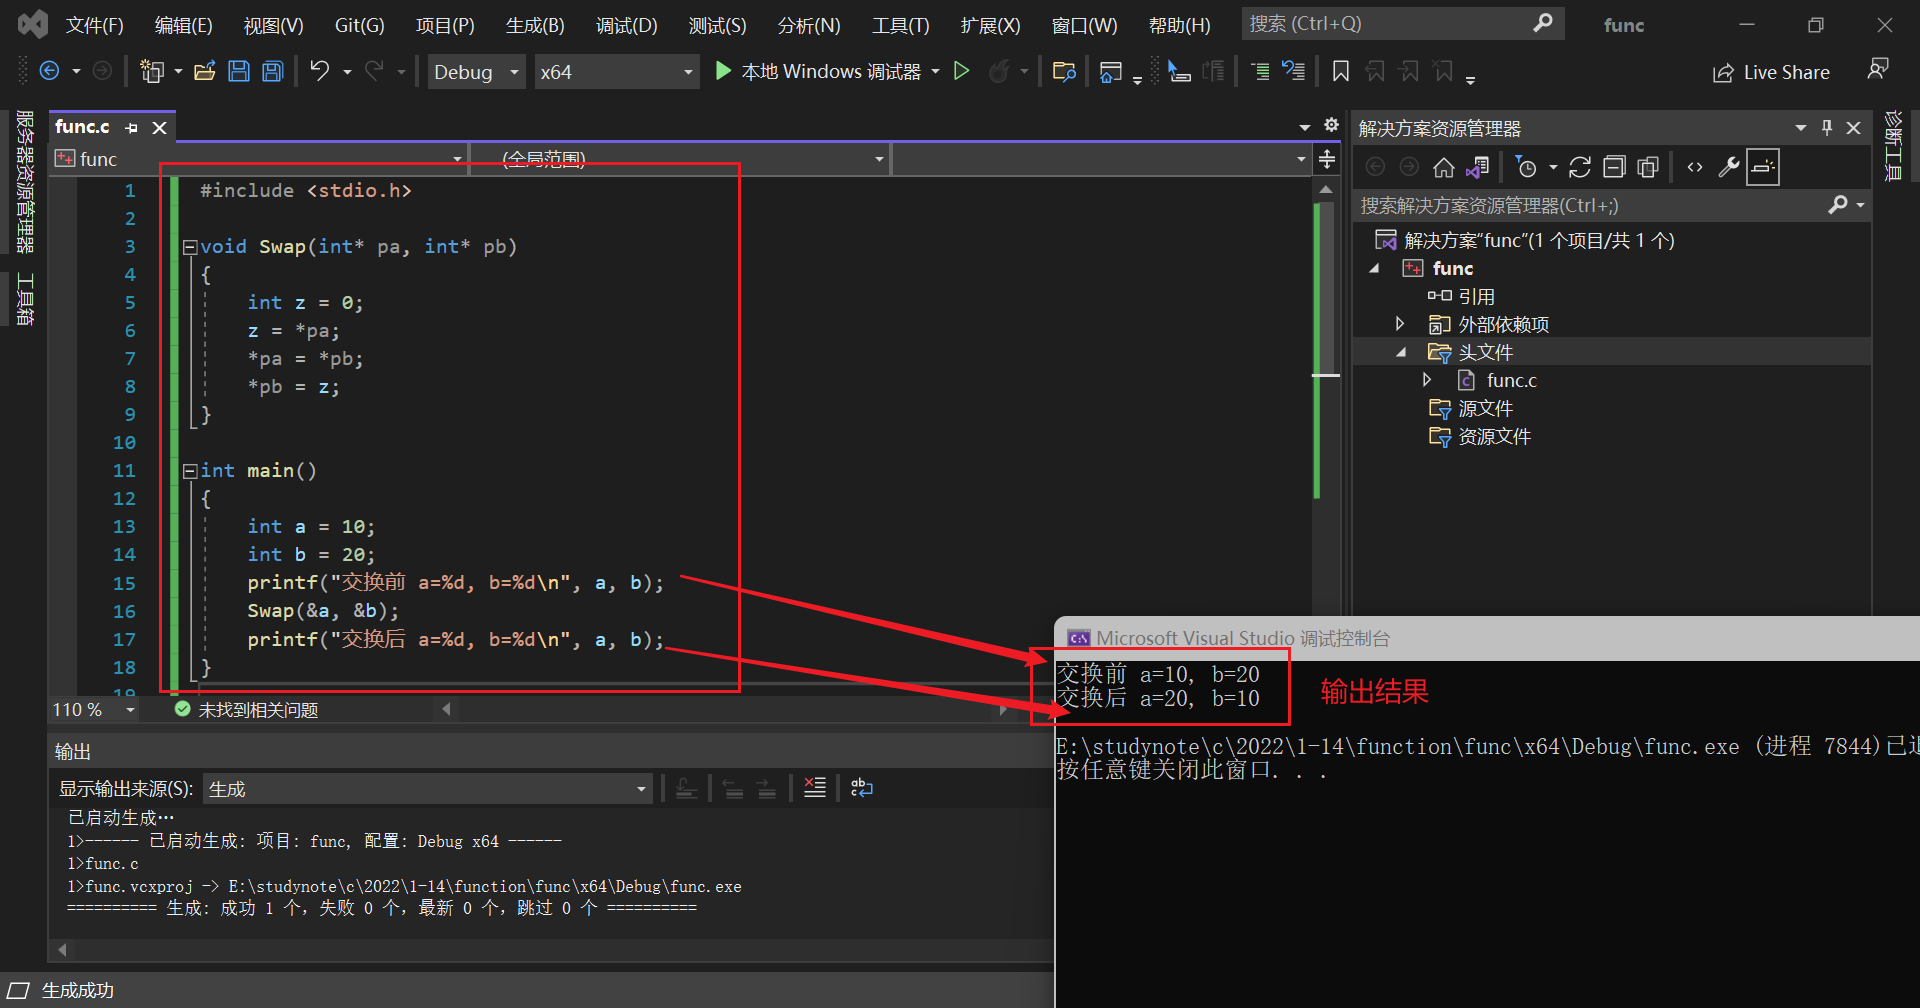 文件(F) 编辑(E) 视图(V) Git(G) 项目(P) 生成(B) 调试(D) 测试(S) 分析(N) 工具(T) 扩展(X) 窗口(W) 帮助(H) 搜索 (Ctrl+Q) func
Debug x64 本地 Windows 调试器 Live Share
服务器资源管理器
工具箱
func.c
func (全局范围)
1 #include <stdio.h>
2
3 void Swap(int* pa, int* pb)
4 {
5 int z = 0;
6 z = *pa;
7 *pa = *pb;
8 *pb = z;
9 }
10
11 int main()
12 {
13 int a = 10;
14 int b = 20;
15 printf("交换前 a=%d, b=%d\n", a, b);
16 Swap(&a, &b);
17 printf("交换后 a=%d, b=%d\n", a, b);
18 }
19
110 % 未找到相关问题
解决方案资源管理器
搜索解决方案资源管理器(Ctrl+;)
解决方案"func"(1 个项目/共 1 个)
func
引用
外部依赖项
头文件
func.c
源文件
资源文件
诊断工具
输出
显示输出来源(S): 生成
已启动生成…
1>------ 已启动生成: 项目: func, 配置: Debug x64 ------
1>func.c
1>func.vcxproj -> E:\studynote\c\2022\1-14\function\func\x64\Debug\func.exe
========== 生成: 成功 1 个，失败 0 个，最新 0 个，跳过 0 个 ==========
Microsoft Visual Studio 调试控制台
交换前 a=10, b=20
交换后 a=20, b=10
输出结果
E:\studynote\c\2022\1-14\function\func\x64\Debug\func.exe (进程 7844)已退
按任意键关闭此窗口. . .
生成成功